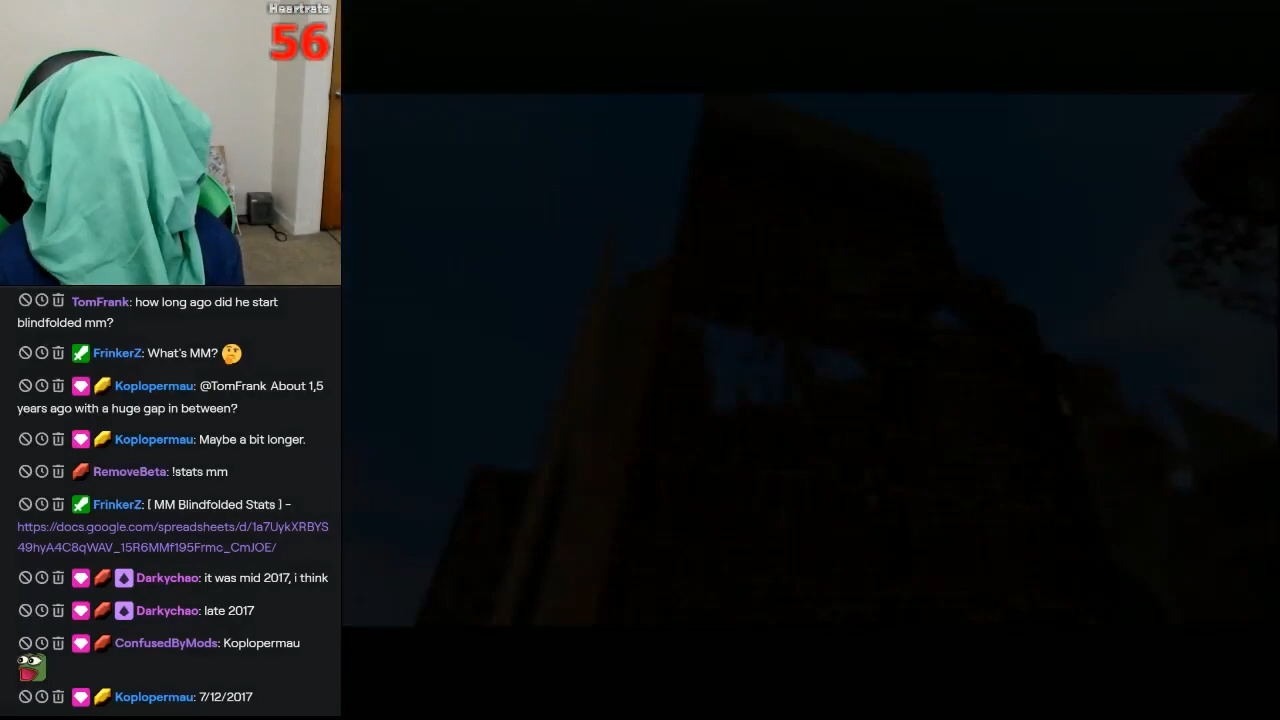 Heartrate
56
TomFrank: how long ago did he start
blindfolded mm?
FrinkerZ: What's MM?
Koplopermau: @TomFrank About 1,5
years ago with a huge gap in between?
Koplopermau: Maybe a bit longer.
RemoveBeta: !stats mm
FrinkerZ: [ MM Blindfolded Stats ] -
https://docs.google.com/spreadsheets/d/1a7UykXRBYS
49hyA4C8qWAV_15R6MMf195Frmc_CmJOE/
Darkychao: it was mid 2017, i think
Darkychao: late 2017
ConfusedByMods: Koplopermau
Koplopermau: 7/12/2017